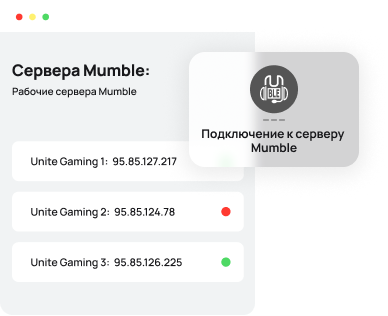 Сервера Mumble:
Рабочие сервера Mumble
BLE
Подключение к серверу
Mumble
Unite Gaming 1: 95.85.127.217
Unite Gaming 2: 95.85.124.78
Unite Gaming 3: 95.85.126.225